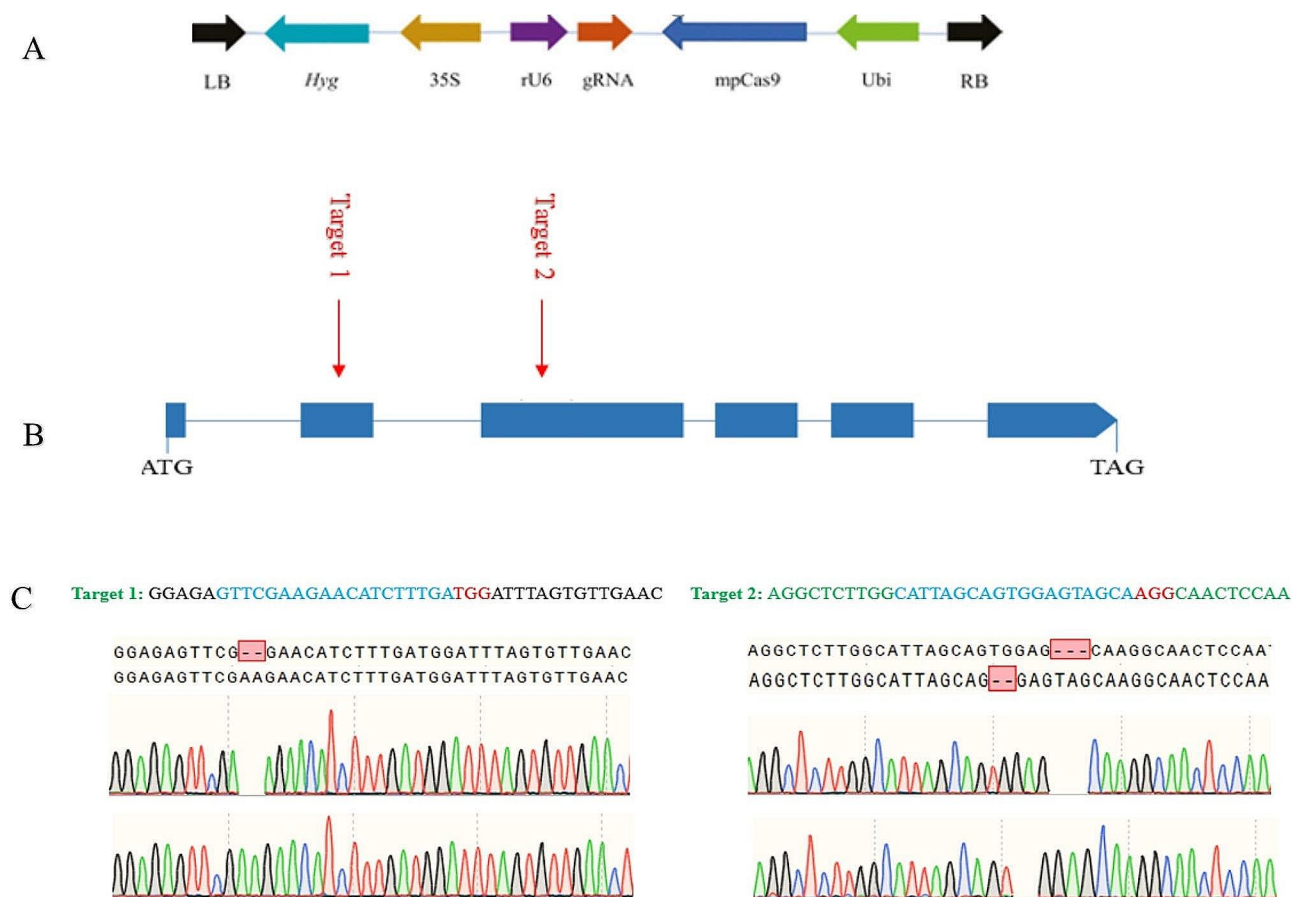 A
LB Hyg 35S rU6 gRNA mpCas9 Ubi RB
Target 1
Target 2
B
ATG TAG
C
Target 1: GGAGAGTTCGAAGAACATCTTTGATGGATTTAGTGTTGAAC
Target 2: AGGCTCTTGGCATTAGCAGTGGAGTAGCAAGGCAACTCCAA
GGAGAGTTCG--GAACATCTTTGATGGATTTAGTGTTGAAC
GGAGAGTTCGAAGAACATCTTTGATGGATTTAGTGTTGAAC
AGGCTCTTGGCATTAGCAGTGGAG---CAAGGCAACTCCAA
AGGCTCTTGGCATTAGCAG--GAGTAGCAAGGCAACTCCAA